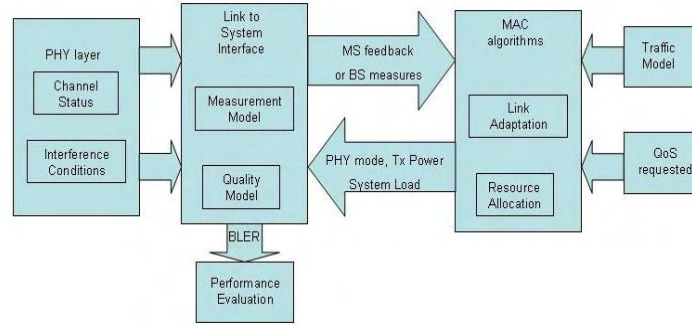 PHY layer
Channel
Status
Interference
Conditions
Link to
System
Interface
Measurement
Model
Quality
Model
MS feedback
or BS measures
PHY mode, Tx Power
System Load
MAC
algorithms
Link
Adaptation
Resource
Allocation
Traffic
Model
QoS
requested
BLER
Performance
Evaluation